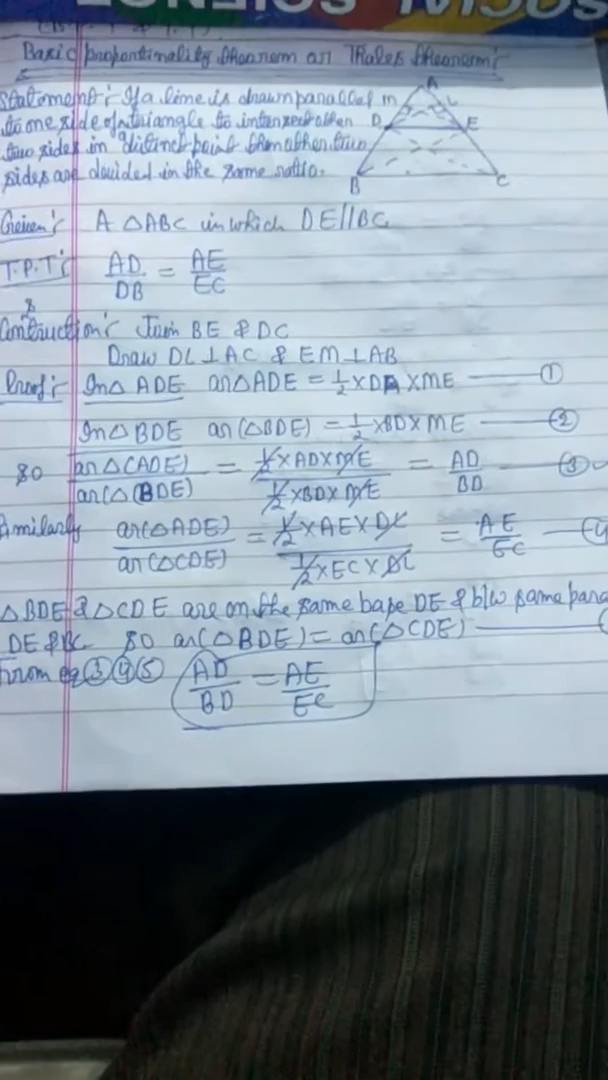 SOCIAL SCIENCE
Basic proportinality theorem or Thales theorem:
Statement: If a line is drawn parallel
to one side of a triangle to intersect other
two sides in distinct point then other two
sides are devided in the same ratio.
A
M L
D E
B C
Given: A △ABC in which DE||BC
T.P.T: AD/DB = AE/EC
Contruction: Join BE & DC
Draw DL⊥AC & EM⊥AB
Proof: In△ ADE ar△ADE = 1/2 × DA × ME — ①
In△ BDE ar(△BDE) = 1/2 × BD × ME — ②
So ar△(ADE)/ar(△(BDE) = 1/2 × AD × ME / 1/2 × BD × ME = AD/BD — ③
Similarly ar(△ADE)/ar(△CDE) = 1/2 × AE × DL / 1/2 × EC × DL = AE/EC — 4
△BDE & △CDE are on the same base DE & b/w same para
DE & BC so ar(△BDE) = ar(△CDE)
From eq ③ ④ ⑤ AD/BD = AE/EC